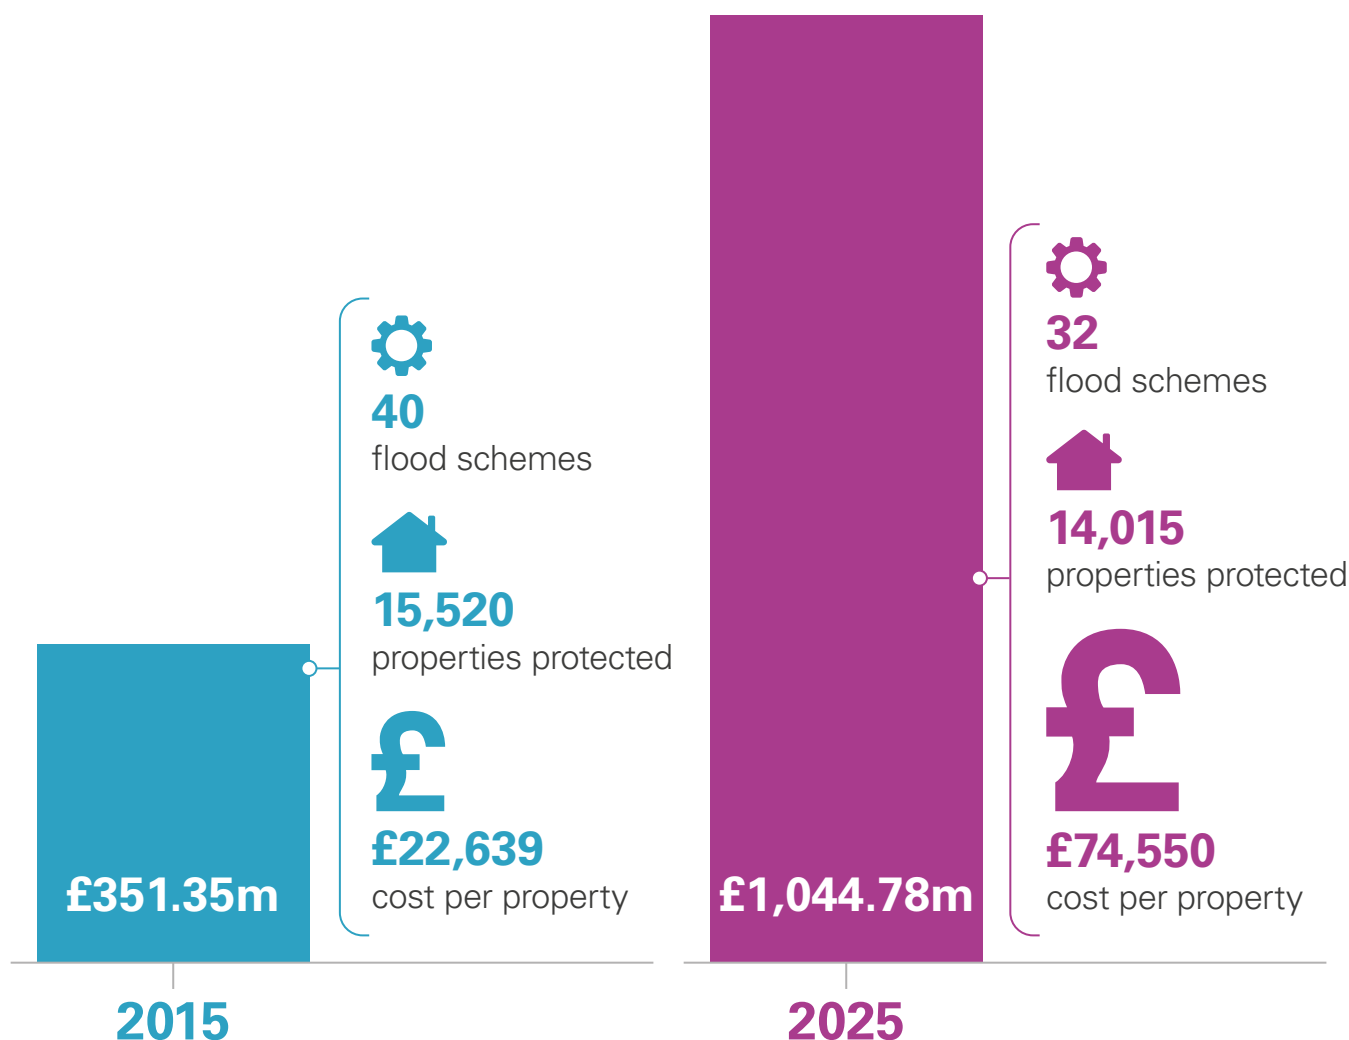 £351.35m
2015
40
flood schemes
15,520
properties protected
£
£22,639
cost per property
£1,044.78m
2025
32
flood schemes
14,015
properties protected
£
£74,550
cost per property